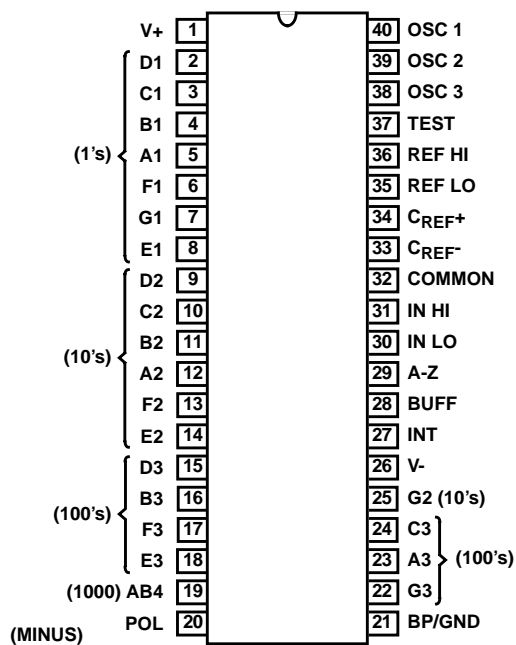 V+ 1 40 OSC 1
D1 2 39 OSC 2
C1 3 38 OSC 3
B1 4 37 TEST
(1's) A1 5 36 REF HI
F1 6 35 REF LO
G1 7 34 CREF+
E1 8 33 CREF-
D2 9 32 COMMON
C2 10 31 IN HI
B2 11 30 IN LO
(10's) A2 12 29 A-Z
F2 13 28 BUFF
E2 14 27 INT
D3 15 26 V-
B3 16 25 G2 (10's)
(100's) F3 17 24 C3
E3 18 23 A3 (100's)
(1000) AB4 19 22 G3
(MINUS) POL 20 21 BP/GND